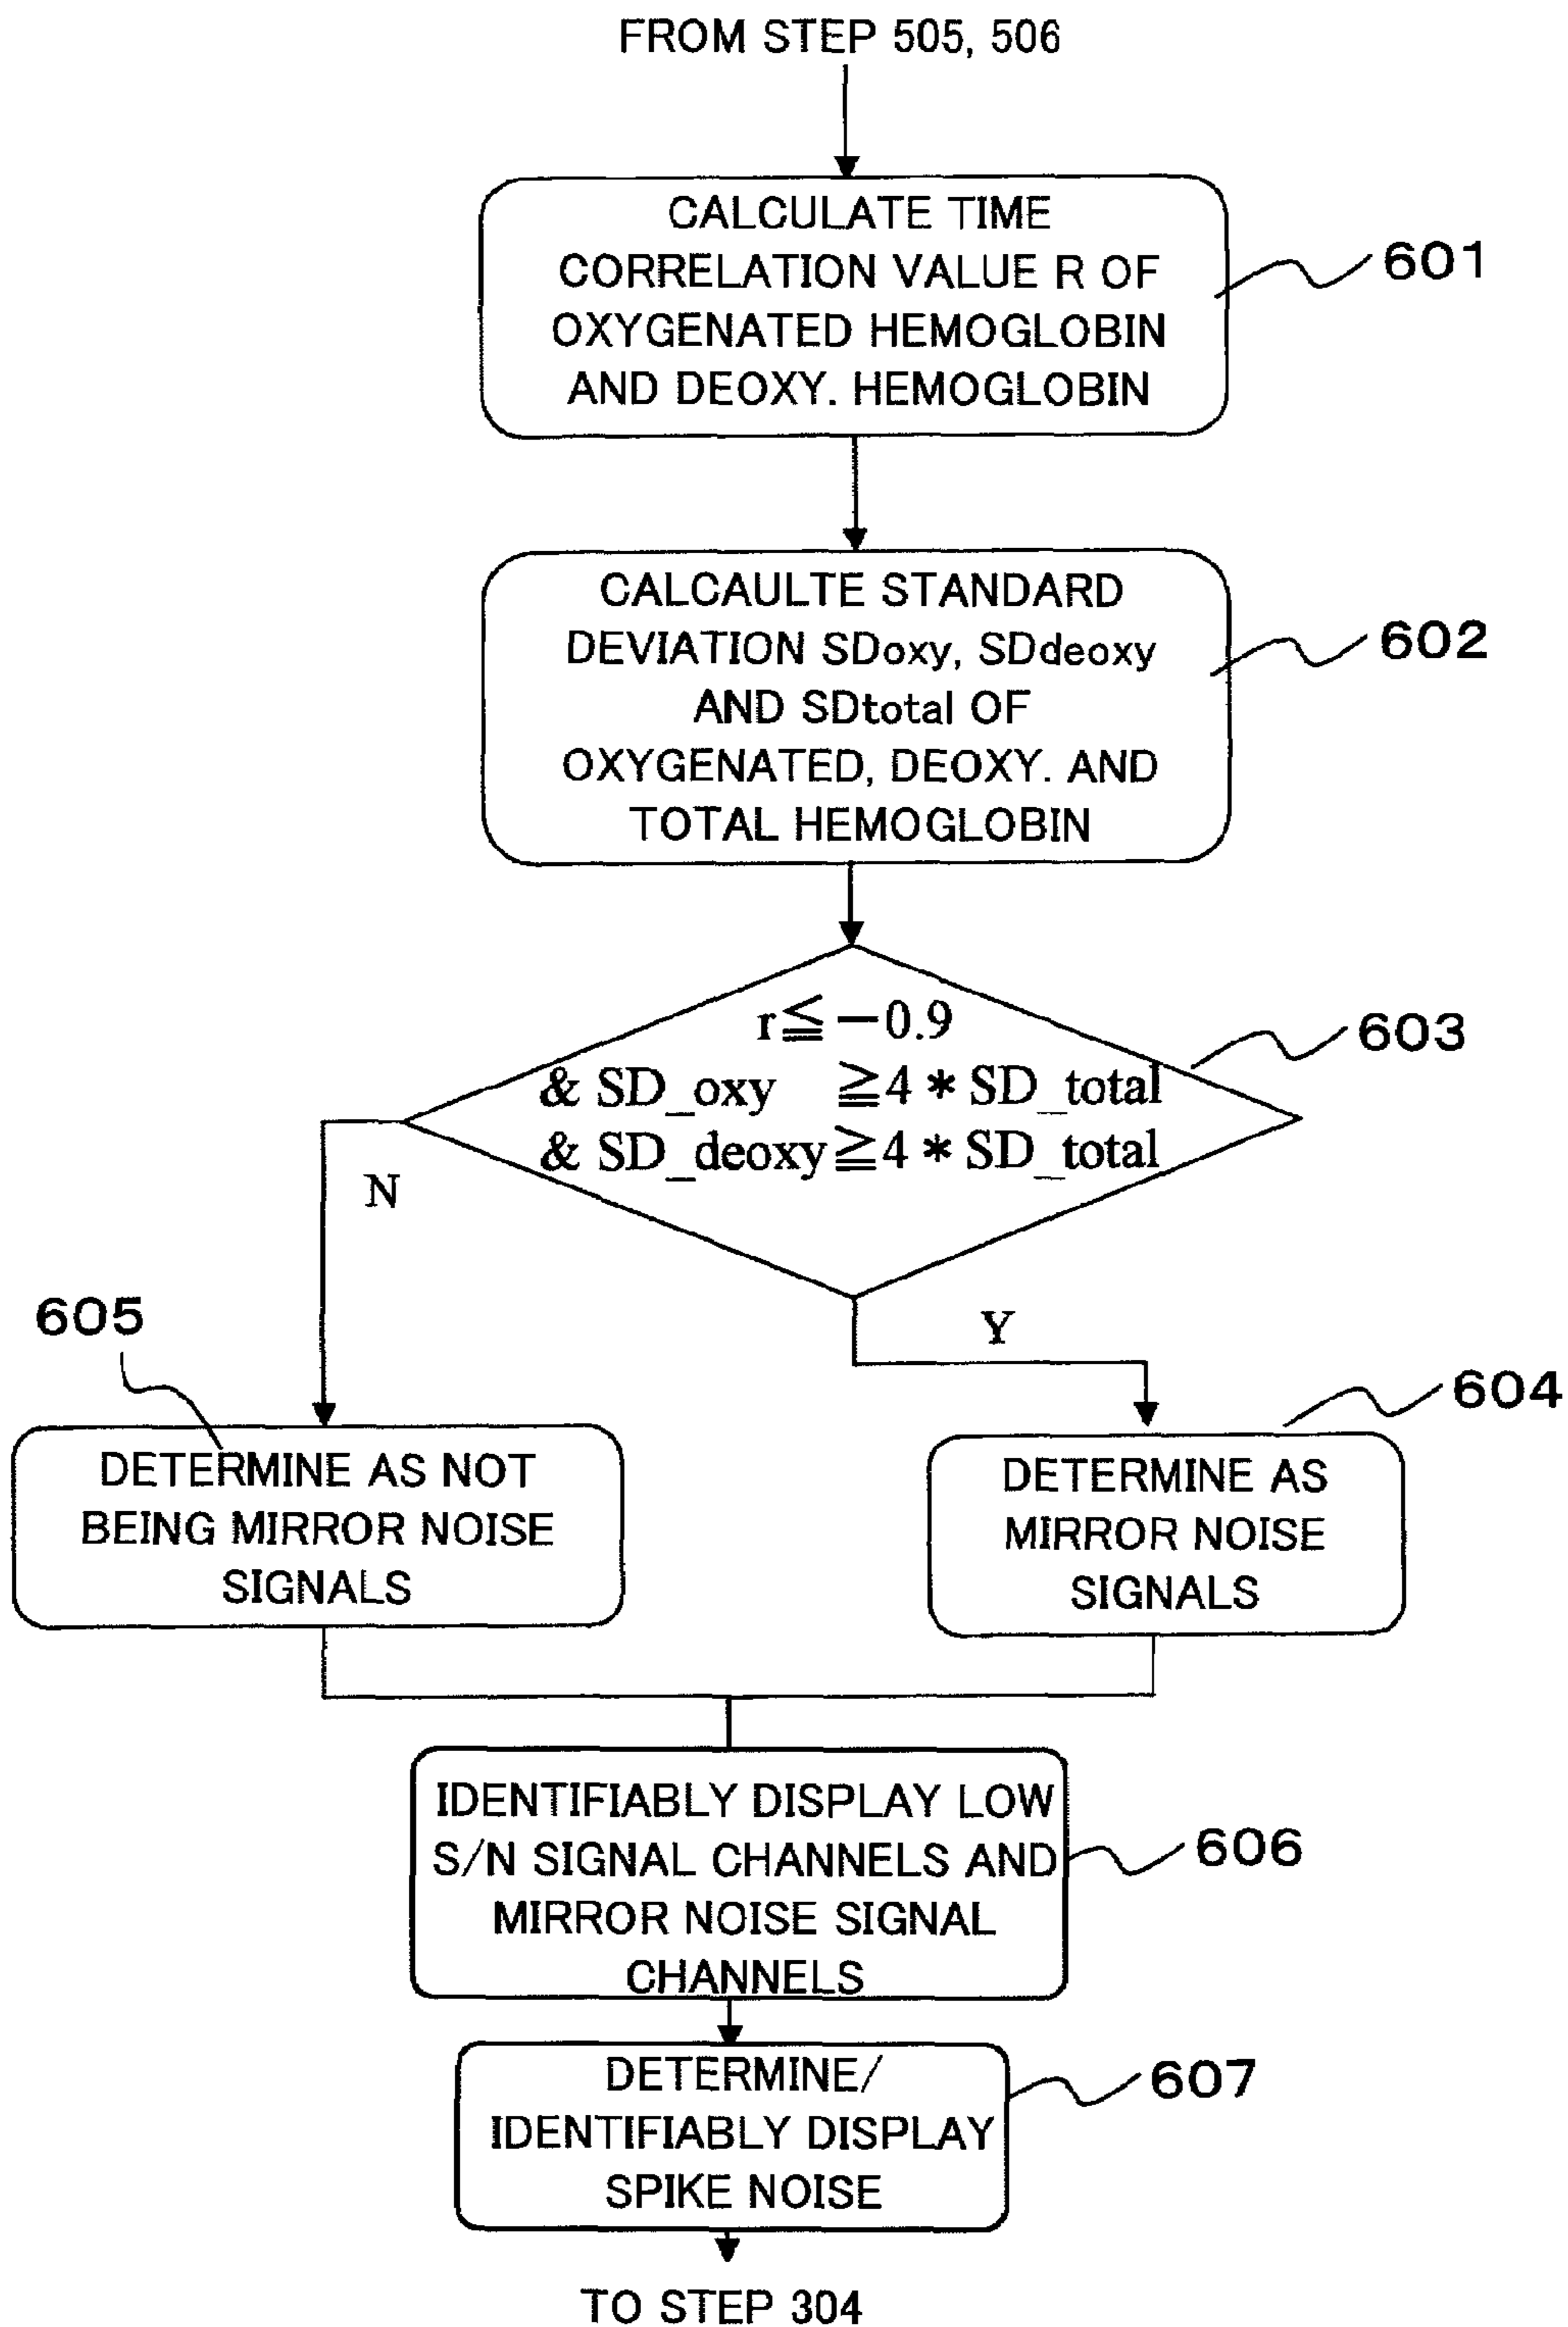 FROM STEP 505, 506
CALCULATE TIME
CORRELATION VALUE R OF
OXYGENATED HEMOGLOBIN
AND DEOXY. HEMOGLOBIN
601
CALCAULTE STANDARD
DEVIATION SDoxy, SDdeoxy
AND SDtotal OF
OXYGENATED, DEOXY. AND
TOTAL HEMOGLOBIN
602
r≦−0.9
& SD_oxy ≧4 * SD_total
& SD_deoxy≧4 * SD_total
603
N
Y
605
DETERMINE AS NOT
BEING MIRROR NOISE
SIGNALS
604
DETERMINE AS
MIRROR NOISE
SIGNALS
IDENTIFIABLY DISPLAY LOW
S/N SIGNAL CHANNELS AND
MIRROR NOISE SIGNAL
CHANNELS
606
DETERMINE/
IDENTIFIABLY DISPLAY
SPIKE NOISE
607
TO STEP 304